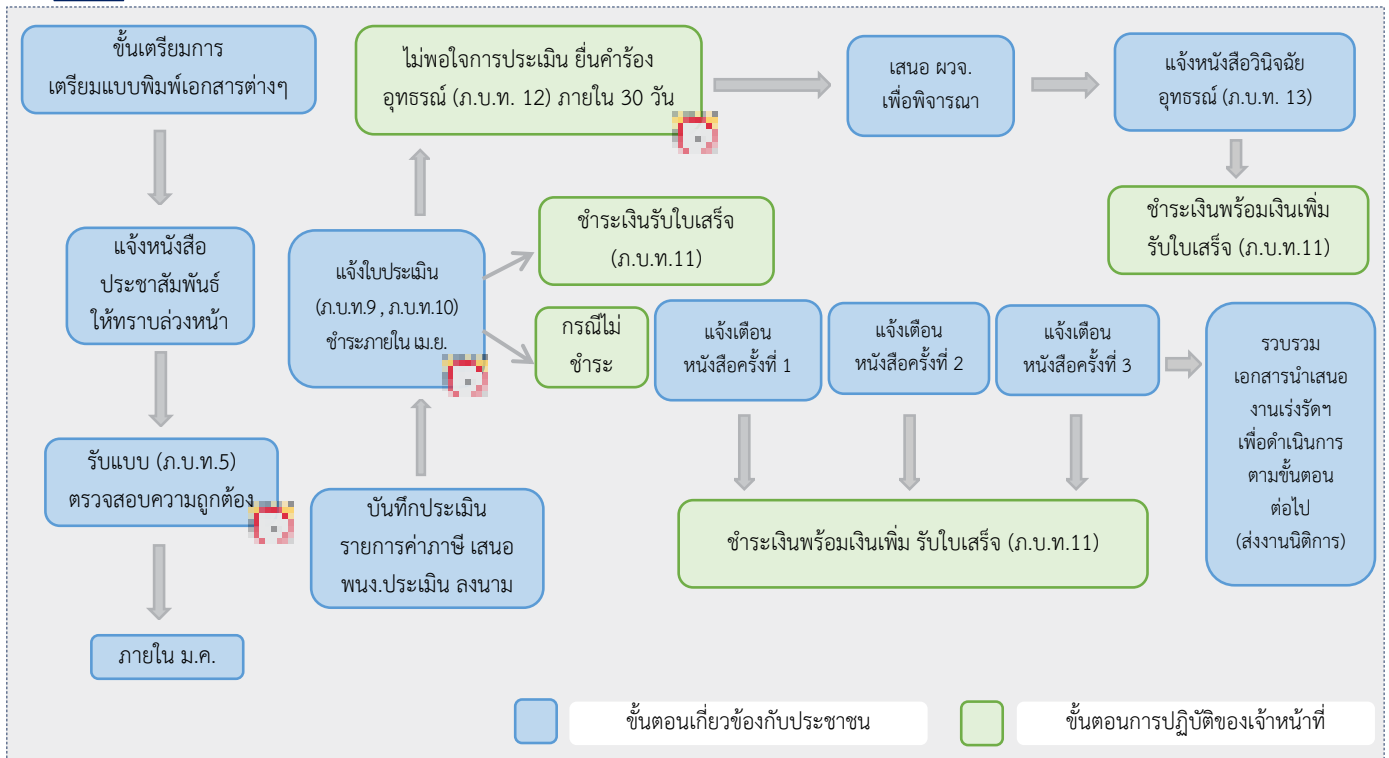 ขั้นเตรียมการ
เตรียมแบบพิมพ์เอกสารต่างๆ
แจ้งหนังสือ
ประชาสัมพันธ์
ให้ทราบล่วงหน้า
รับแบบ (ภ.บ.ท.5)
ตรวจสอบความถูกต้อง
ภายใน ม.ค.
บันทึกประเมิน
รายการค่าภาษี เสนอ
พนง.ประเมิน ลงนาม
แจ้งใบประเมิน
(ภ.บ.ท.9 , ภ.บ.ท.10)
ชำระภายใน เม.ย.
ไม่พอใจการประเมิน ยื่นคำร้อง
อุทธรณ์ (ภ.บ.ท. 12) ภายใน 30 วัน
เสนอ ผวจ.
เพื่อพิจารณา
แจ้งหนังสือวินิจฉัย
อุทธรณ์ (ภ.บ.ท. 13)
ชำระเงินพร้อมเงินเพิ่ม
รับใบเสร็จ (ภ.บ.ท.11)
ชำระเงินรับใบเสร็จ
(ภ.บ.ท.11)
กรณีไม่
ชำระ
แจ้งเตือน
หนังสือครั้งที่ 1
แจ้งเตือน
หนังสือครั้งที่ 2
แจ้งเตือน
หนังสือครั้งที่ 3
รวบรวม
เอกสารนำเสนอ
งานเร่งรัดฯ
เพื่อดำเนินการ
ตามขั้นตอน
ต่อไป
(ส่งงานนิติการ)
ชำระเงินพร้อมเงินเพิ่ม รับใบเสร็จ (ภ.บ.ท.11)
ขั้นตอนเกี่ยวข้องกับประชาชน
ขั้นตอนการปฏิบัติของเจ้าหน้าที่